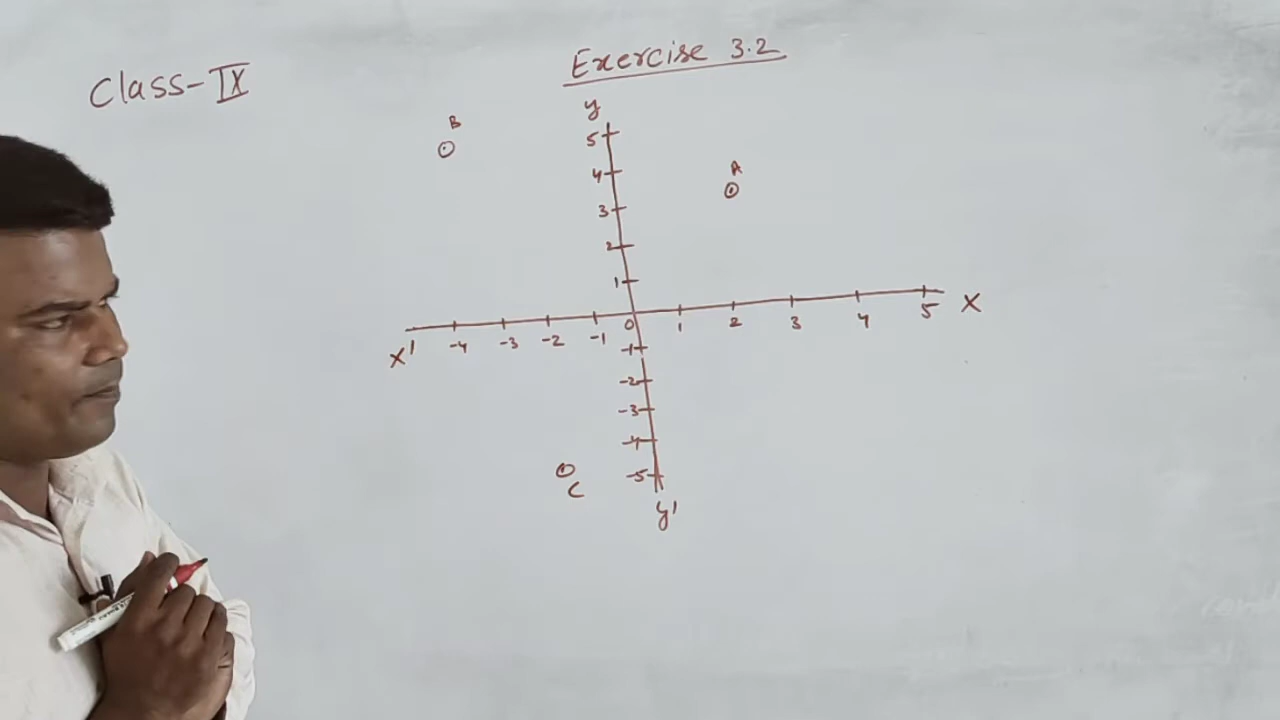 Class-IX
Exercise 3.2
y
B
5
A
4
3
2
1
X' -4 -3 -2 -1 0 1 2 3 4 5 X
-1
-2
-3
-4
-5
C
y'